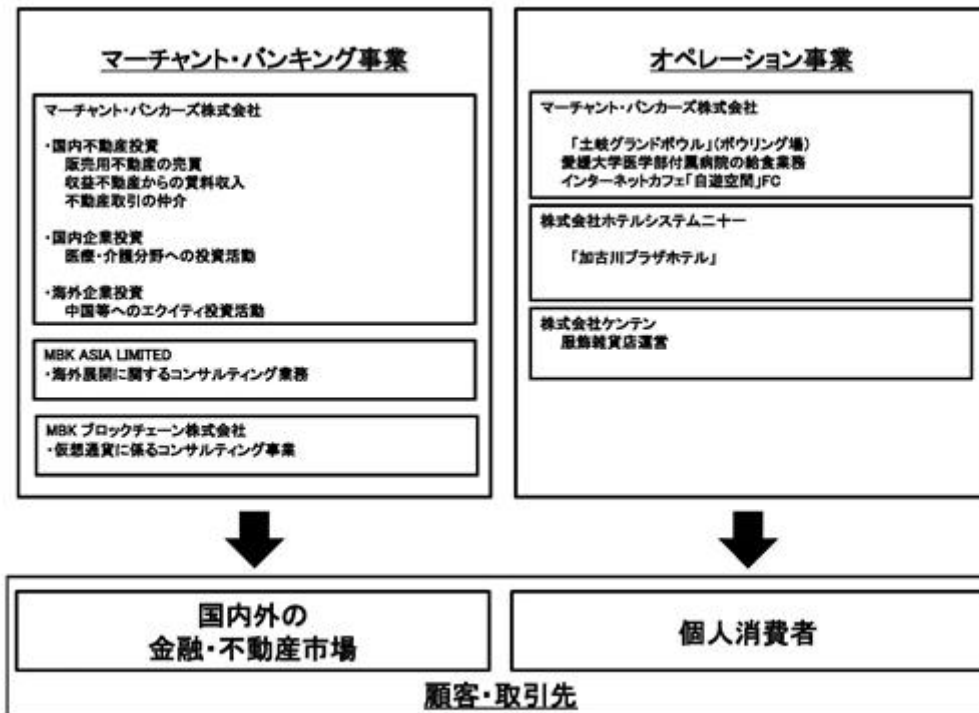 マーチャント・バンキング事業
マーチャント・バンカーズ株式会社
・国内不動産投資
販売用不動産の売買
収益不動産からの賃料収入
不動産取引の仲介
・国内企業投資
医療・介護分野への投資活動
・海外企業投資
中国等へのエクイティ投資活動
MBK ASIA LIMITED
・海外展開に関するコンサルティング業務
MBK ブロックチェーン株式会社
・仮想通貨に係るコンサルティング事業
オペレーション事業
マーチャント・バンカーズ株式会社
「土岐グランドボウル」(ボウリング場)
愛媛大学医学部付属病院の給食業務
インターネットカフェ「自遊空間」FC
株式会社ホテルシステム二十一
「加古川プラザホテル」
株式会社ケンテン
服飾雑貨店運営
国内外の
金融・不動産市場
個人消費者
顧客・取引先